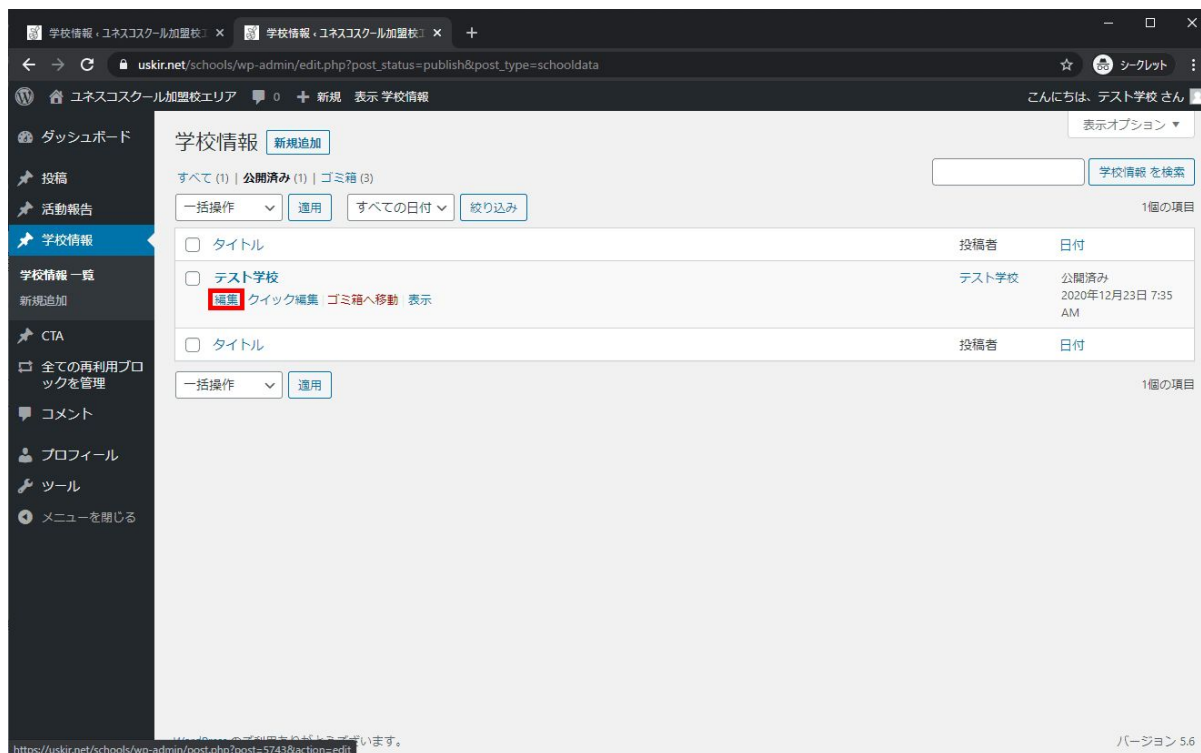 学校情報 ‹ ユネスコスクール加盟校エ × 学校情報 ‹ ユネスコスクール加盟校エ × +
uskir.net/schools/wp-admin/edit.php?post_status=publish&post_type=schooldata シークレット
ユネスコスクール加盟校エリア 0 + 新規 表示 学校情報 こんにちは、テスト学校 さん
ダッシュボード
投稿
活動報告
学校情報
学校情報 一覧
新規追加
CTA
全ての再利用ブロ
ックを管理
コメント
プロフィール
ツール
メニューを閉じる
表示オプション ▼
学校情報 新規追加
すべて (1) | 公開済み (1) | ゴミ箱 (3)
学校情報 を検索
一括操作 適用 すべての日付 絞り込み 1個の項目
タイトル 投稿者 日付
テスト学校 テスト学校 公開済み
編集 クイック編集 | ゴミ箱へ移動 | 表示 2020年12月23日 7:35
AM
タイトル 投稿者 日付
一括操作 適用 1個の項目
のご利用ありがとうございます。 バージョン 5.6
https://uskir.net/schools/wp-admin/post.php?post=5743&action=edit